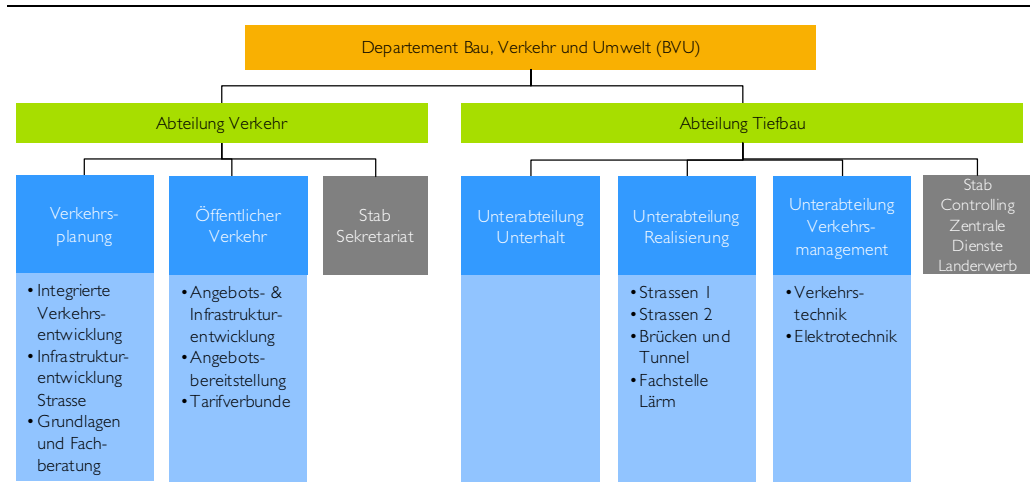 Departement Bau, Verkehr und Umwelt (BVU)
Abteilung Verkehr
Abteilung Tiefbau
Verkehrs-
planung
Öffentlicher
Verkehr
Stab
Sekretariat
Unterabteilung
Unterhalt
Unterabteilung
Realisierung
Unterabteilung
Verkehrs-
management
Stab
Controlling
Zentrale
Dienste
Landerwerb
• Integrierte
Verkehrs-
entwicklung
• Infrastruktur-
entwicklung
Strasse
• Grundlagen
und Fach-
beratung
• Angebots- &
Infrastruktur-
entwicklung
• Angebots-
bereitstellung
• Tarifverbunde
• Strassen 1
• Strassen 2
• Brücken und
Tunnel
• Fachstelle
Lärm
• Verkehrs-
technik
• Elektrotechnik